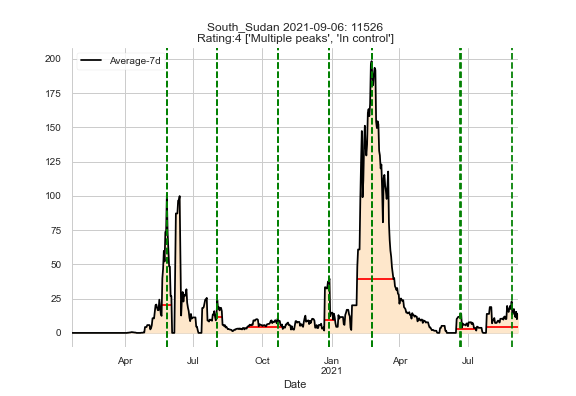 South_Sudan 2021-09-06: 11526
Rating:4 ['Multiple peaks', 'In control']
Average-7d
200
175
150
125
100
75
50
25
0
Apr
Jul
Oct
Jan
2021
Apr
Jul
Date